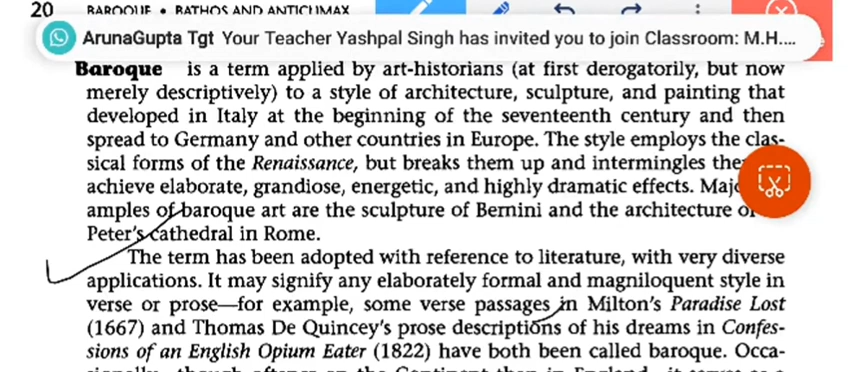 20 BAROQUE • BATHOS AND ANTICLIMAX
ArunaGupta Tgt Your Teacher Yashpal Singh has invited you to join Classroom: M.H....
Baroque is a term applied by art-historians (at first derogatorily, but now
merely descriptively) to a style of architecture, sculpture, and painting that
developed in Italy at the beginning of the seventeenth century and then
spread to Germany and other countries in Europe. The style employs the clas-
sical forms of the Renaissance, but breaks them up and intermingles
achieve elaborate, grandiose, energetic, and highly dramatic effects.
amples of baroque art are the sculpture of Bernini and the architecture
Peter's cathedral in Rome.
The term has been adopted with reference to literature, with very diverse
applications. It may signify any elaborately formal and magniloquent style in
verse or prose—for example, some verse passages in Milton's Paradise Lost
(1667) and Thomas De Quincey's prose descriptions of his dreams in Confes-
sions of an English Opium Eater (1822) have both been called baroque. Occa-